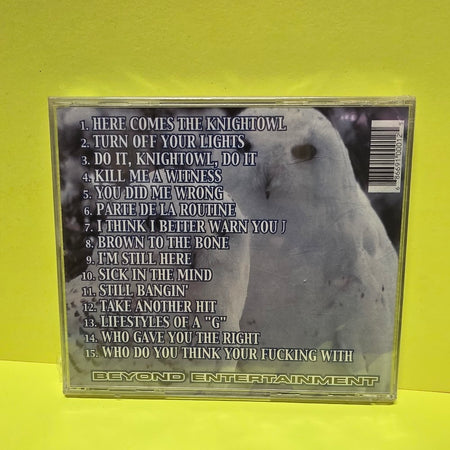 1. HERE COMES THE KNIGHTOWL
2. TURN OFF YOUR LIGHTS
3. DO IT, KNIGHTOWL, DO IT
4. KILL ME A WITNESS
5. YOU DID ME WRONG
6. PARTE DE LA ROUTINE
7. I THINK I BETTER WARN YOU J
8. BROWN TO THE BONE
9. I'M STILL HERE
10. SICK IN THE MIND
11. STILL BANGIN'
12. TAKE ANOTHER HIT
13. LIFESTYLES OF A "G"
14. WHO GAVE YOU THE RIGHT
15. WHO DO YOU THINK YOUR FUCKING WITH
BEYOND ENTERTAINMENT